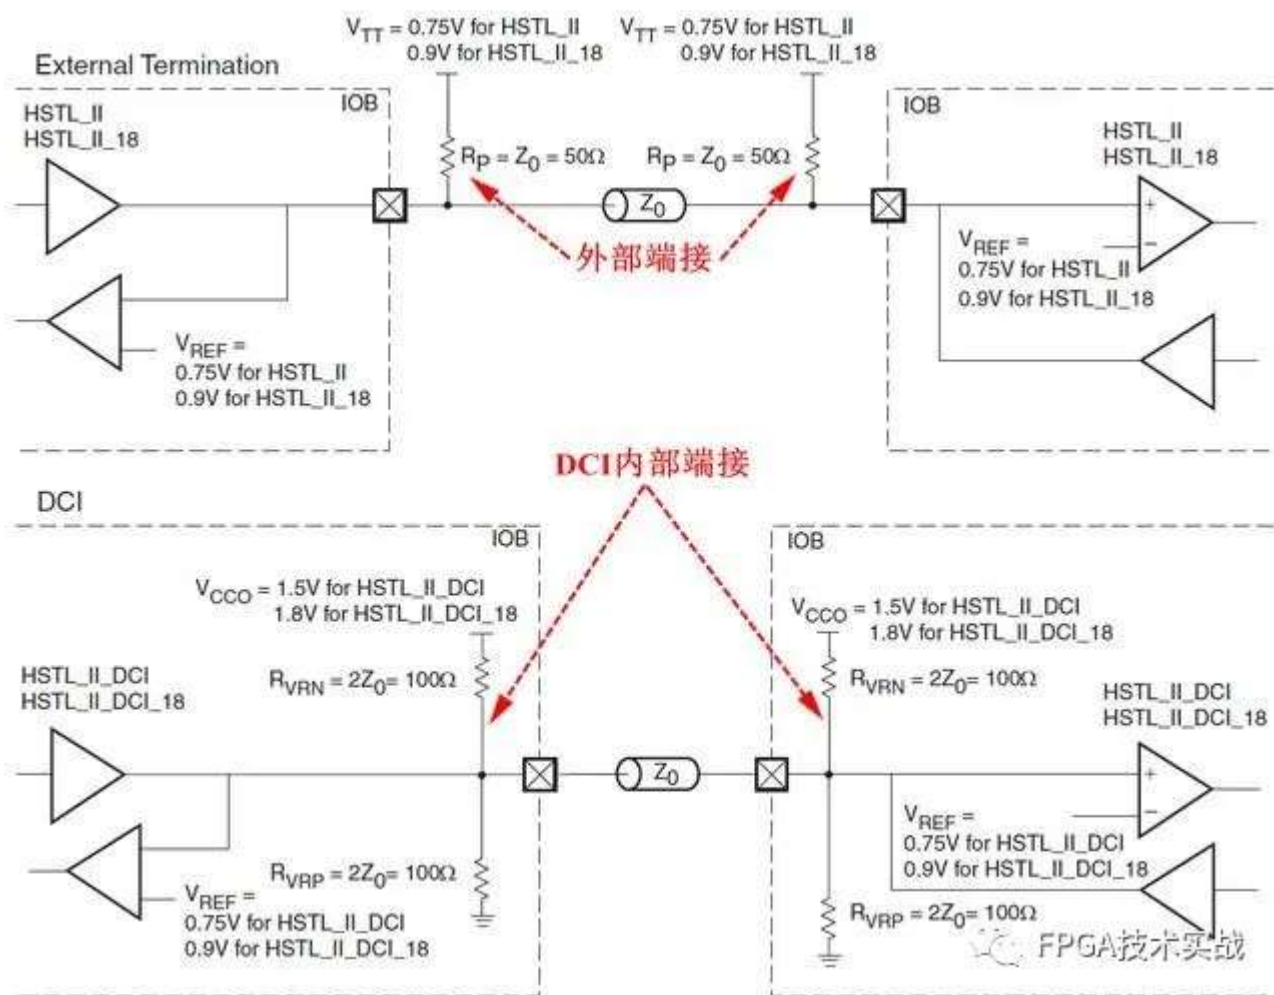 V_TT = 0.75V for HSTL_II
0.9V for HSTL_II_18
V_TT = 0.75V for HSTL_II
0.9V for HSTL_II_18
External Termination
IOB
HSTL_II
HSTL_II_18
R_P = Z_0 = 50Ω
R_P = Z_0 = 50Ω
IOB
HSTL_II
HSTL_II_18
Z_0
+
−
外部端接
V_REF =
0.75V for HSTL_II
0.9V for HSTL_II_18
V_REF =
0.75V for HSTL_II
0.9V for HSTL_II_18
DCI内部端接
DCI
IOB
IOB
V_CCO = 1.5V for HSTL_II_DCI
1.8V for HSTL_II_DCI_18
V_CCO = 1.5V for HSTL_II_DCI
1.8V for HSTL_II_DCI_18
HSTL_II_DCI
HSTL_II_DCI_18
R_VRN = 2Z_0= 100Ω
R_VRN = 2Z_0= 100Ω
HSTL_II_DCI
HSTL_II_DCI_18
Z_0
+
−
V_REF =
0.75V for HSTL_II_DCI
0.9V for HSTL_II_DCI_18
R_VRP = 2Z_0= 100Ω
V_REF =
0.75V for HSTL_II_DCI
0.9V for HSTL_II_DCI_18
R_VRP = 2Z_0= 100Ω
FPGA技术实战